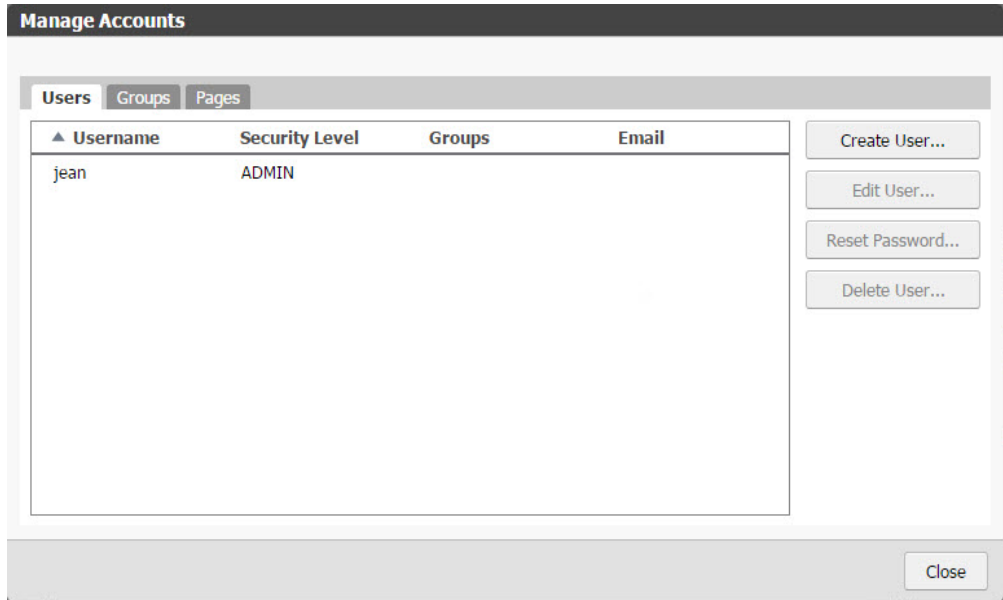 Manage Accounts
Users Groups Pages
▲ Username Security Level Groups Email
jean ADMIN
Create User...
Edit User...
Reset Password...
Delete User...
Close